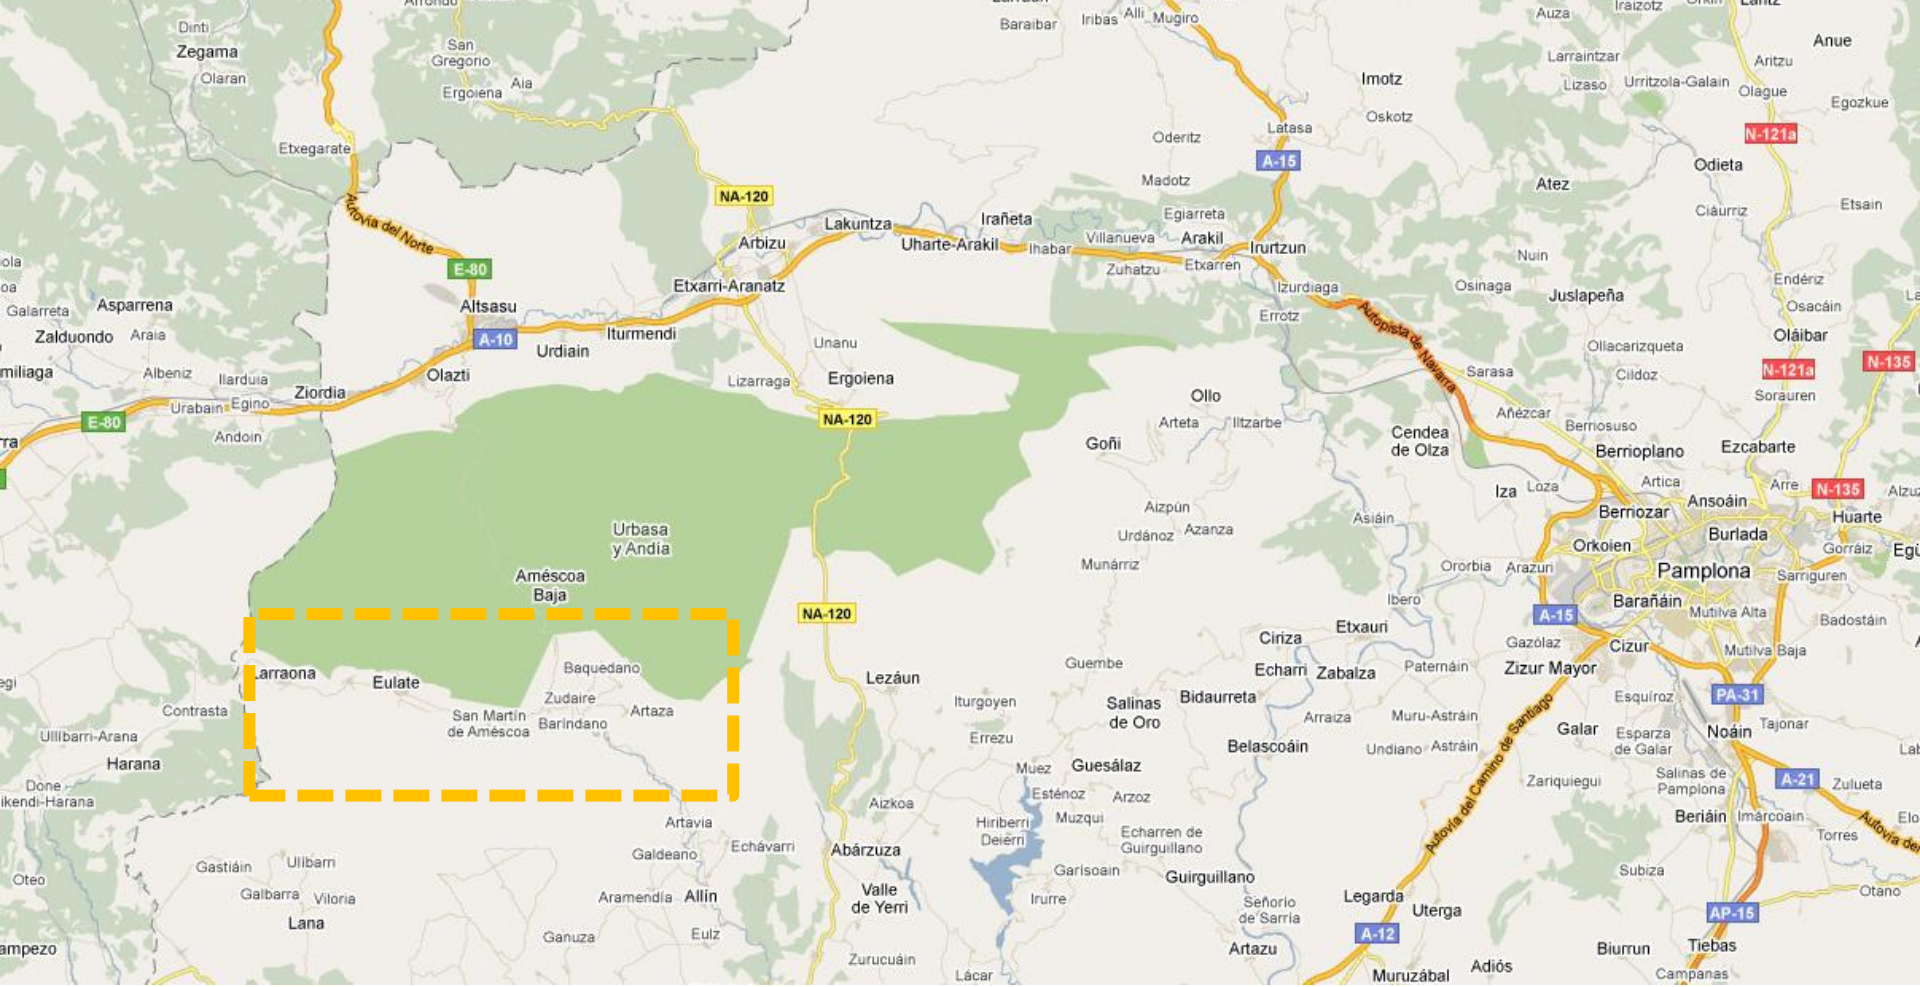 Arrondo
Larraun
Baraibar
Iribas
Alli
Mugiro
Auza
Iraizotz
Orkin
Lantz
Dinti
Zegama
Olaran
San
Gregorio
Ergoiena
Aia
Imotz
Oskotz
Larraintzar
Lizaso
Urritzola-Galain
Anue
Aritzu
Olague
Egozkue
N-121a
Etxegarate
Oderitz
Latasa
A-15
Madotz
Atez
Odieta
Ciáurriz
Etsain
NA-120
Autovía del Norte
Arbizu
Lakuntza
Uharte-Arakil
Irañeta
Ihabar
Villanueva
Egiarreta
Arakil
Zuhatzu
Etxarren
Irurtzun
Izurdiaga
Errotz
Nuin
Osinaga
Juslapeña
Endériz
Osacáin
Oláibar
E-80
Altsasu
A-10
Etxarri-Aranatz
Iturmendi
Urdiain
Olazti
Asparrena
Galarreta
Zalduondo
Araia
Albeniz
Ilarduia
Ziordia
Urabain
Egino
Andoin
E-80
Unanu
Lizarraga
Ergoiena
NA-120
Autopista de Navarra
Sarasa
Ollacarizqueta
Cildoz
N-121a
N-135
Sorauren
Ollo
Arteta
Iltzarbe
Goñi
Cendea
de Olza
Añézcar
Berriosuso
Berrioplano
Ezcabarte
Iza
Loza
Artica
Arre
N-135
Ansoáin
Berriozar
Huarte
Burlada
Orkoien
Gorráiz
Pamplona
Sarriguren
Barañáin
Mutilva Alta
Badostáin
Aizpún
Urdánoz
Azanza
Munárriz
Asiáin
Ororbia
Arazuri
Ibero
A-15
Urbasa
y Andía
Améscoa
Baja
NA-120
Etxauri
Ciriza
Echarri
Zabalza
Paternáin
Gazólaz
Cizur
Zizur Mayor
Mutilva Baja
PA-31
Guembe
Lezáun
Iturgoyen
Salinas
de Oro
Bidaurreta
Arraiza
Muru-Astráin
Esquíroz
Noáin
Tajonar
Larraona
Eulate
Baquedano
Zudaire
San Martín
de Améscoa
Baríndano
Artaza
Contrasta
Ullibarri-Arana
Harana
Errezu
Belascoáin
Undiano
Astráin
Galar
Esparza
de Galar
Autovía del Camino de Santiago
Muez
Guesálaz
Esténoz
Arzoz
Zariquiegui
Salinas de
Pamplona
A-21
Zulueta
Aizkoa
Muzqui
Hiriberri
Deierri
Echarren de
Guirguillano
Beriáin
Imárcoain
Torres
Artavia
Galdeano
Echávarri
Abárzuza
Garísoain
Guirguillano
Subiza
Otano
Gastiáin
Ulibarri
Galbarra
Viloria
Lana
Oteo
Aramendía
Allín
Valle
de Yerri
Irurre
Señorio
de Sarría
Legarda
Uterga
AP-15
Ganuza
Eulz
Zurucuáin
Lácar
Artazu
A-12
Muruzábal
Adiós
Biurrun
Tiebas
Campanas